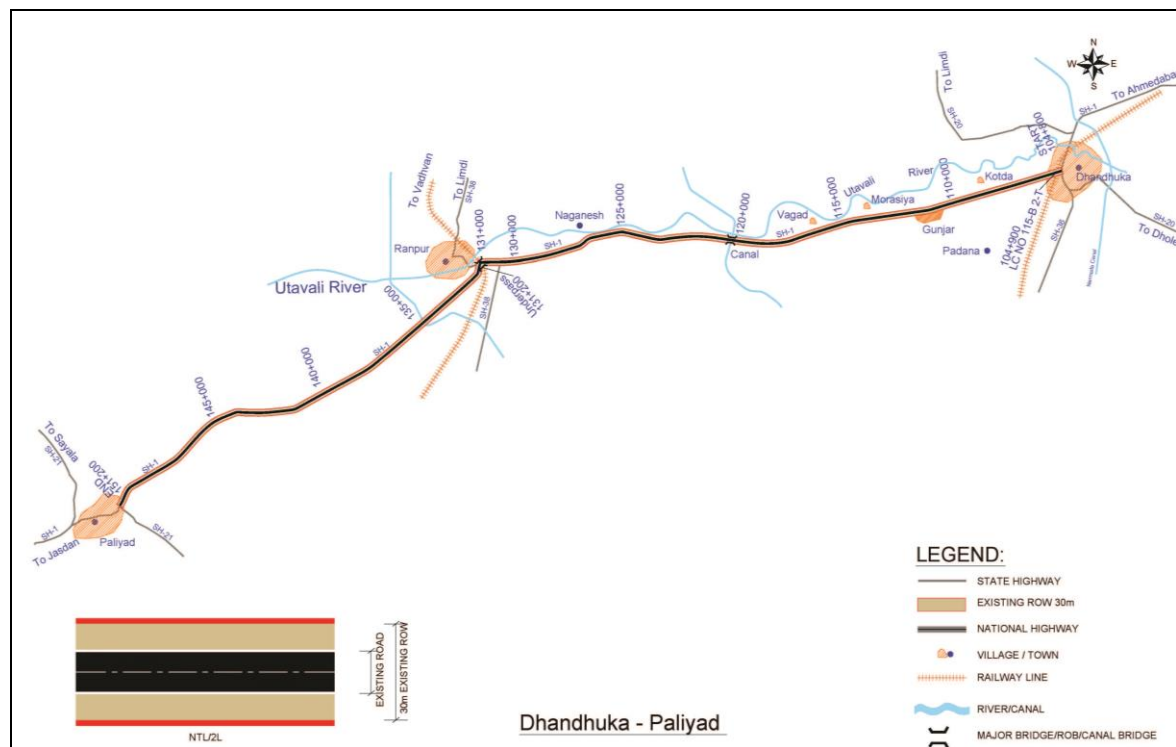 N
W
E
S
To Limdi
SH-20
To Ahmedabad
SH-1
START
104+800
Dhandhuka
SH-20
To Dhole
Narmada Canal
SH-38
LC NO 115-B 2-T
104+900
Kotda
River
110+000
Gunjar
Padana
Morasiya
Utavali
115+000
Vagad
SH-1
120+000
Canal
125+000
Naganesh
SH-1
130+000
131+000
To Vadhvan
To Limdi
SH-38
Ranpur
Underpass
131+200
SH-38
Utavali River
135+000
SH-1
140+000
145+000
To Sayala
SH-21
END
151+200
SH-1
SH-1
SH-21
To Jasdan
Paliyad
LEGEND:
STATE HIGHWAY
EXISTING ROW 30m
NATIONAL HIGHWAY
VILLAGE / TOWN
RAILWAY LINE
RIVER/CANAL
MAJOR BRIDGE/ROB/CANAL BRIDGE
EXISTING ROAD
30m EXISTING ROW
NTL/2L
Dhandhuka - Paliyad